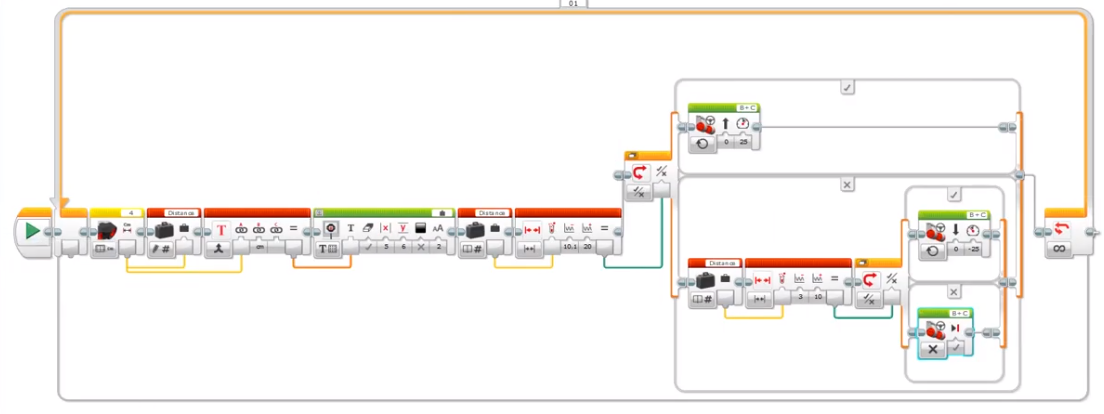 01
B + C
0 25
4 Distance Distance
T =
cm
T 5 6 2
# #
10.1 20 =
B + C
0 -25
Distance
# 3 10 =
B + C